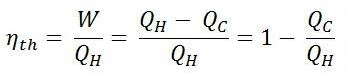 η_th = W/Q_H = (Q_H − Q_C)/Q_H = 1 − Q_C/Q_H